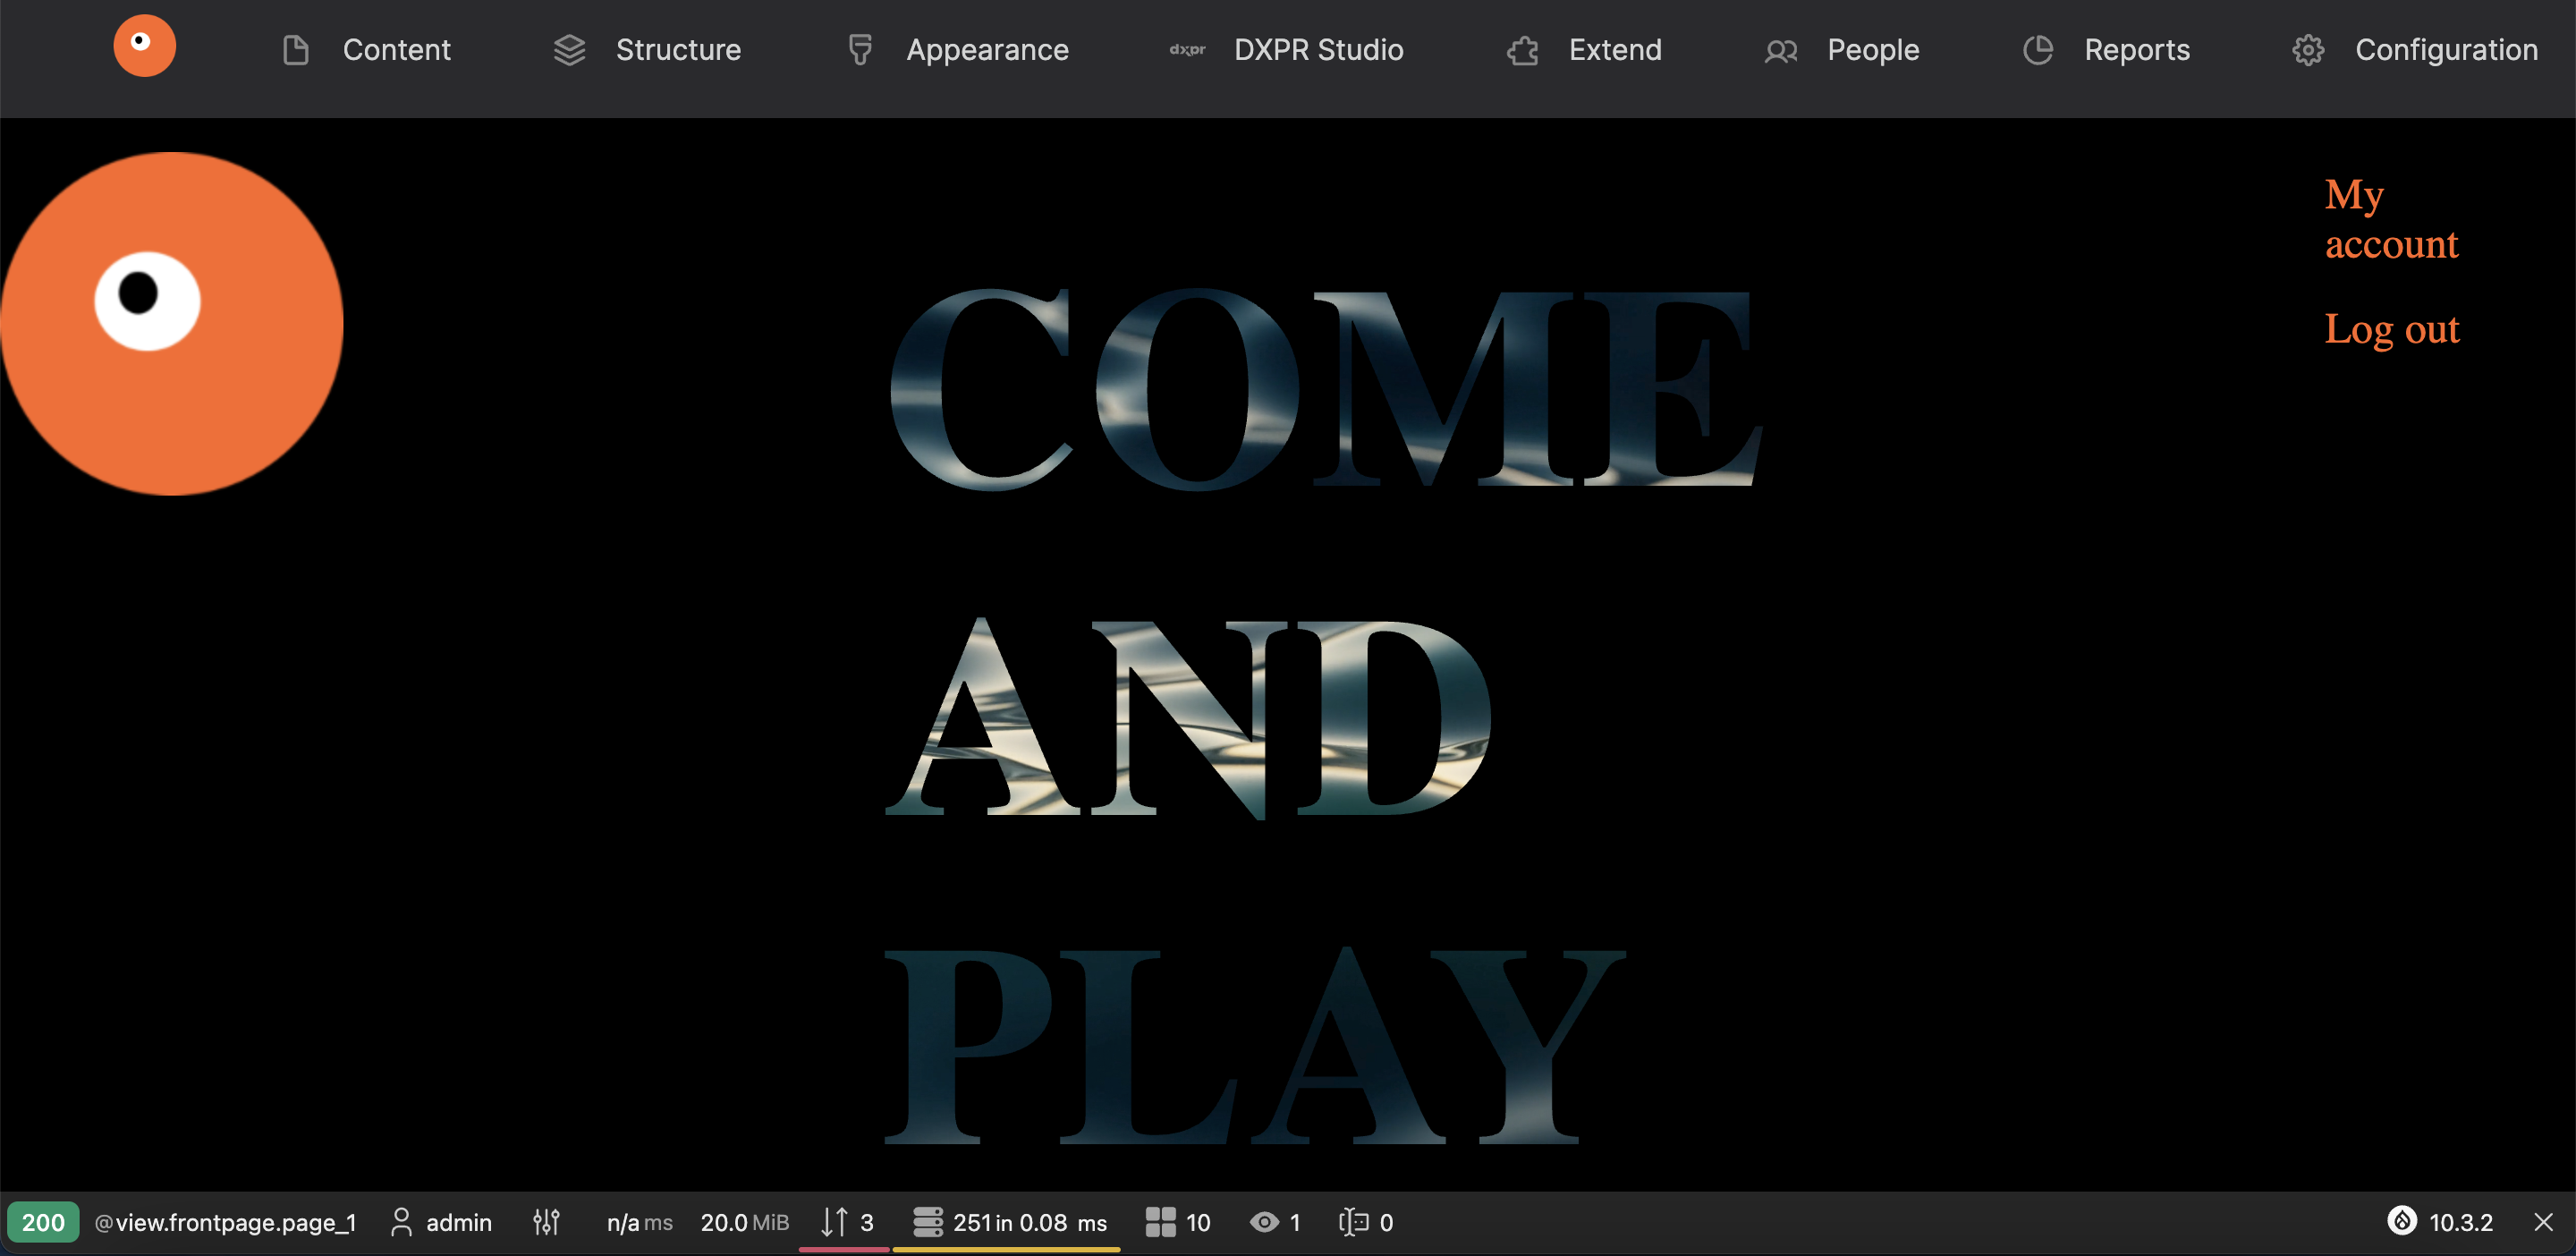 Content Structure Appearance dxpr DXPR Studio Extend People Reports Configuration
My
account
Log out
COME
AND
PLAY
200 @view.frontpage.page_1 admin n/a ms 20.0 MiB 3 251 in 0.08 ms 10 1 0 10.3.2